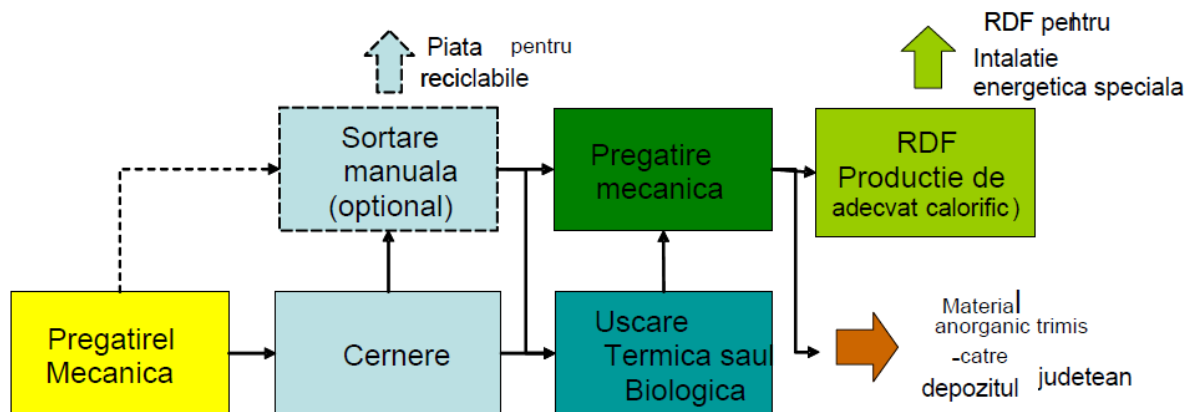 Piata pentru
reciclabile
RDF pentru
Intalatie
energetica speciala
Sortare
manuala
(optional)
Pregatire
mecanica
RDF
Productie de
adecvat calorific )
Pregatirel
Mecanica
Cernere
Uscare
Termica saul
Biologica
Material
anorganic trimis
-catre
depozitul judetean